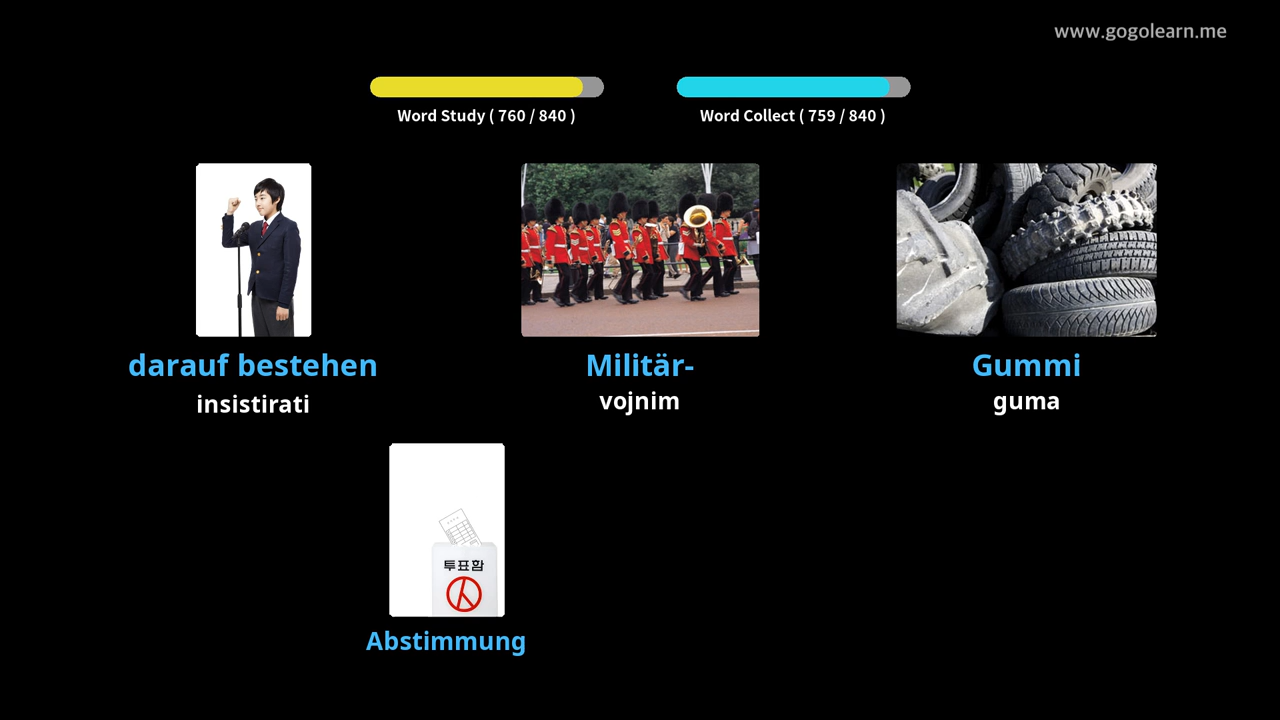 www.gogolearn.me
Word Study ( 760 / 840 )
Word Collect ( 759 / 840 )
darauf bestehen
insistirati
Militär-
vojnim
Gummi
guma
투표함
Abstimmung